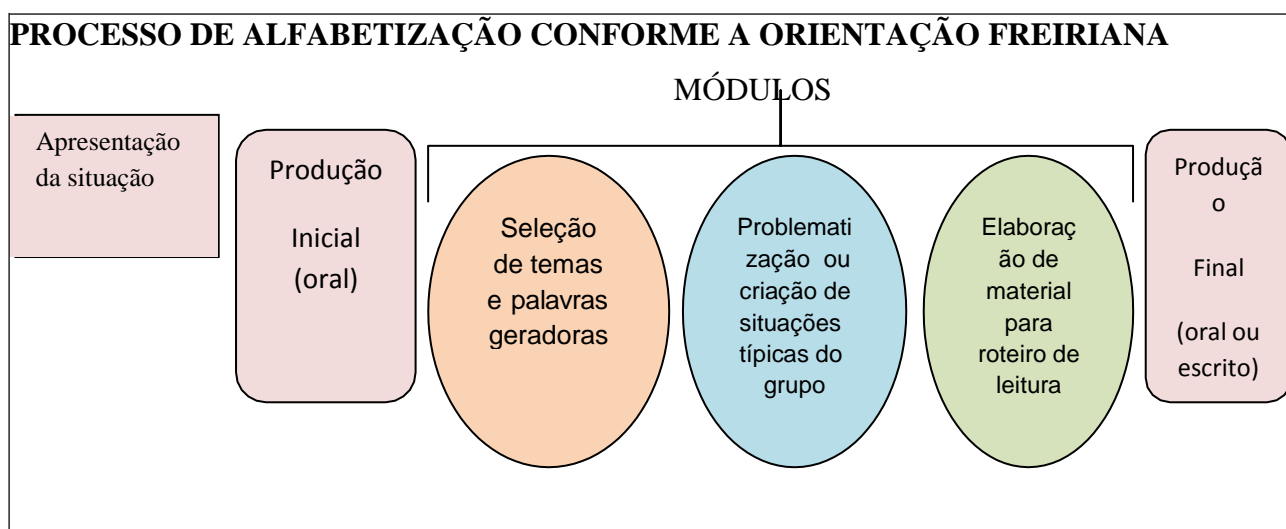 PROCESSO DE ALFABETIZAÇÃO CONFORME A ORIENTAÇÃO FREIRIANA
MÓDULOS
Apresentação
da situação
Produção
Inicial
(oral)
Seleção
de temas
e palavras
geradoras
Problemati
zação ou
criação de
situações
típicas do
grupo
Elaboraç
ão de
material
para
roteiro de
leitura
Produçã
o
Final
(oral ou
escrito)